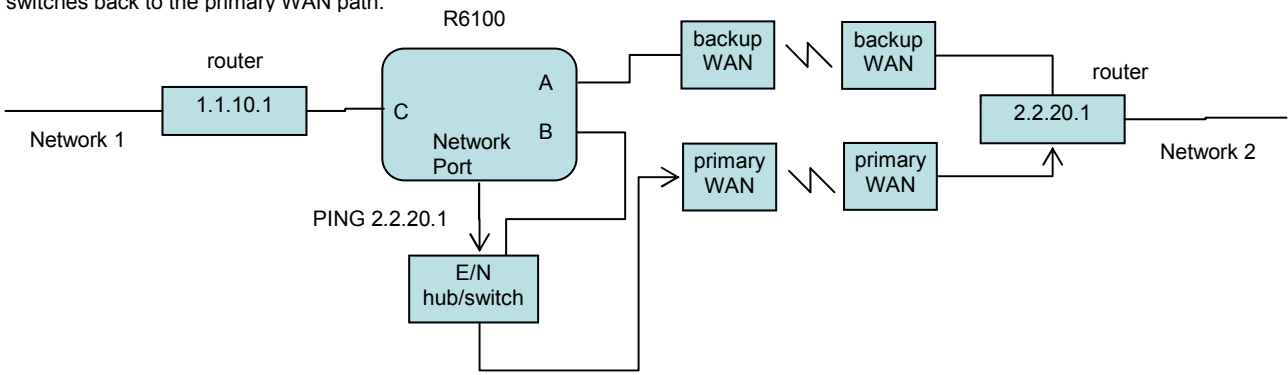 switches back to the primary WAN path.
R6100
router
1.1.10.1
Network 1
C
A
B
Network
Port
backup
WAN
backup
WAN
router
2.2.20.1
Network 2
primary
WAN
primary
WAN
PING 2.2.20.1
E/N
hub/switch